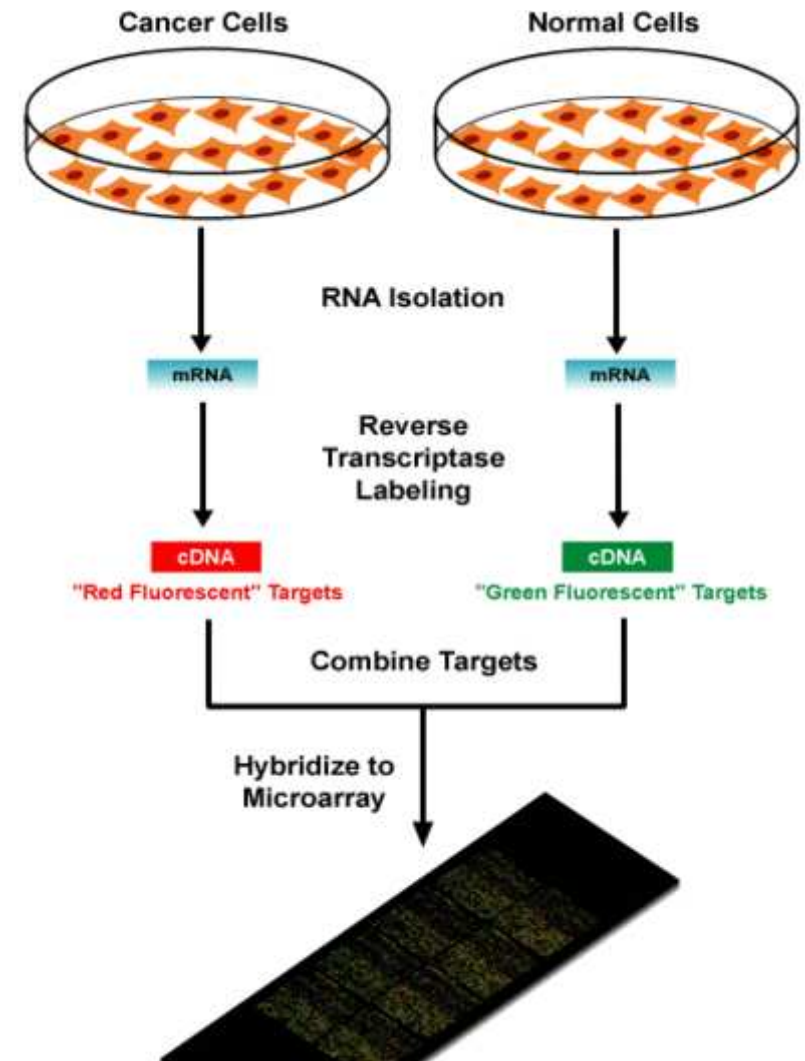 Cancer Cells
Normal Cells
RNA Isolation
mRNA
mRNA
Reverse
Transcriptase
Labeling
cDNA
cDNA
"Red Fluorescent" Targets
"Green Fluorescent" Targets
Combine Targets
Hybridize to
Microarray